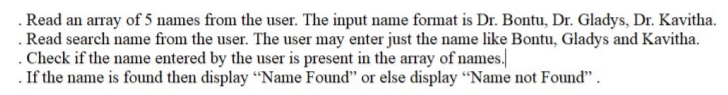 . Read an array of 5 names from the user. The input name format is Dr. Bontu, Dr. Gladys, Dr. Kavitha.
. Read search name from the user. The user may enter just the name like Bontu, Gladys and Kavitha.
. Check if the name entered by the user is present in the array of names.
. If the name is found then display “Name Found” or else display “Name not Found” .